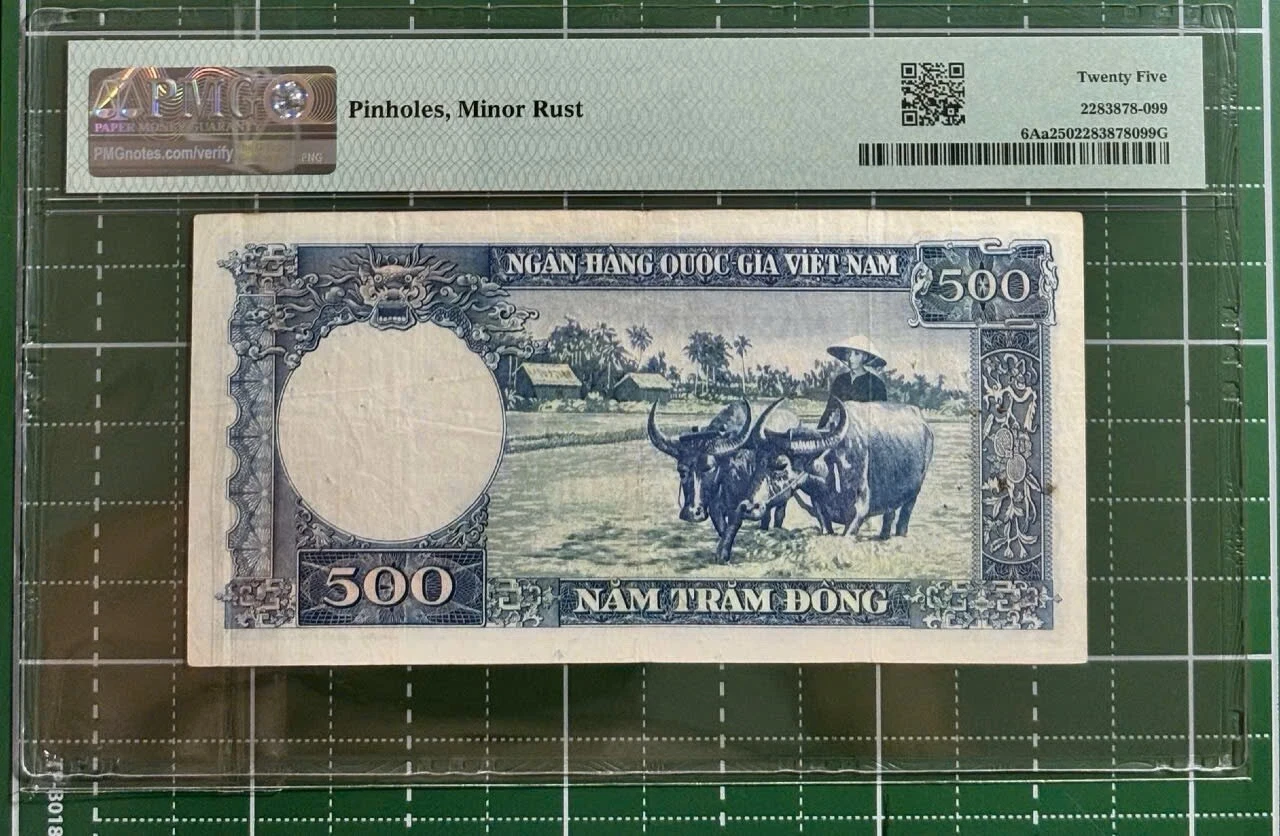 PMG
PAPER MONEY GUARANTY
PMGnotes.com/verify
Pinholes, Minor Rust
Twenty Five
2283878-099
6Aa2502283878099G
NGÂN HÀNG QUỐC GIA VIỆT NAM
500
500
NĂM TRĂM ĐỒNG